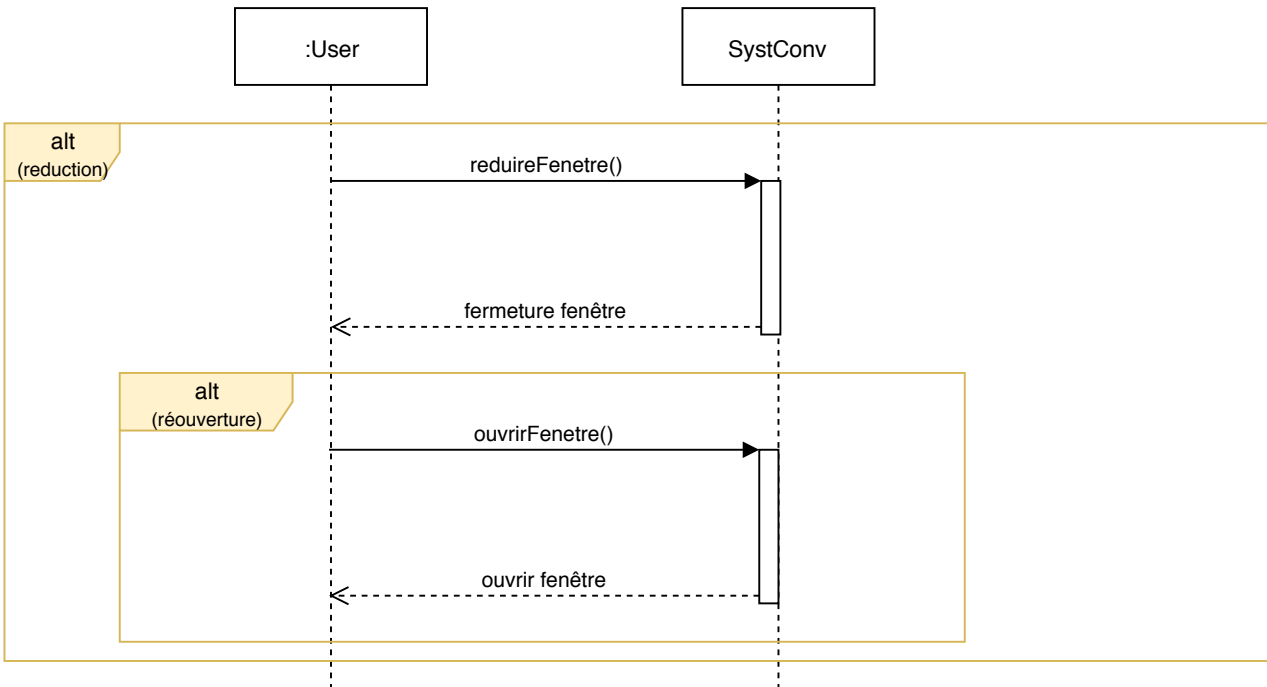 :User
SystConv
alt
(reduction)
reduireFenetre()
fermeture fenêtre
alt
(réouverture)
ouvrirFenetre()
ouvrir fenêtre